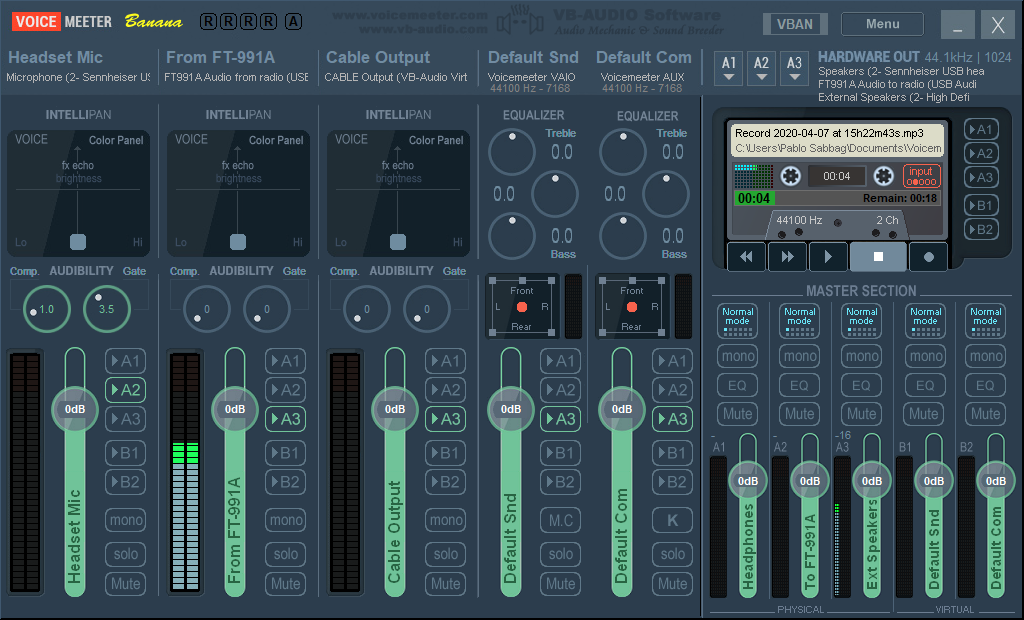 VOICE MEETER Banana R R R R A
www.voicemeeter.com
www.vb-audio.com
VB-AUDIO Software
Audio Mechanic & Sound Breeder
VBAN
Menu
X
Headset Mic
Microphone (2- Sennheiser US
From FT-991A
FT991A Audio from radio (USE
Cable Output
CABLE Output (VB-Audio Virt
Default Snd
Voicemeeter VAIO
44100 Hz - 7168
Default Com
Voicemeeter AUX
44100 Hz - 7168
A1 A2 A3
HARDWARE OUT 44.1kHz | 1024
Speakers (2- Sennheiser USB hea
FT991A Audio to radio (USB Audi
External Speakers (2- High Defi
INTELLIPAN
VOICE Color Panel
fx echo
brightness
Lo Hi
INTELLIPAN
VOICE Color Panel
fx echo
brightness
Lo Hi
INTELLIPAN
VOICE Color Panel
fx echo
brightness
Lo Hi
EQUALIZER
Treble
0.0
0.0
0.0
Bass
EQUALIZER
Treble
0.0
0.0
0.0
Bass
Record 2020-04-07 at 15h22m43s.mp3
C:\Users\Pablo Sabbag\Documents\Voicem
00:04
input
00:04
Remain: 00:18
44100 Hz 2 Ch
A1
A2
A3
B1
B2
Comp. AUDIBILITY Gate
1.0 3.5
Comp. AUDIBILITY Gate
0 0
Comp. AUDIBILITY Gate
0 0
Front
L R
Rear
Front
L R
Rear
0dB
Headset Mic
A1
A2
A3
B1
B2
mono
solo
Mute
0dB
From FT-991A
A1
A2
A3
B1
B2
mono
solo
Mute
0dB
Cable Output
A1
A2
A3
B1
B2
mono
solo
Mute
0dB
Default Snd
A1
A2
A3
B1
B2
M.C
solo
Mute
0dB
Default Com
A1
A2
A3
B1
B2
K
solo
Mute
MASTER SECTION
Normal mode Normal mode Normal mode Normal mode Normal mode
mono mono mono mono mono
EQ EQ EQ EQ EQ
Mute Mute Mute Mute Mute
- - -16
A1 A2 A3 B1 B2
0dB 0dB 0dB 0dB 0dB
Headphones
To FT-991A
Ext Speakers
Default Snd
Default Com
PHYSICAL VIRTUAL